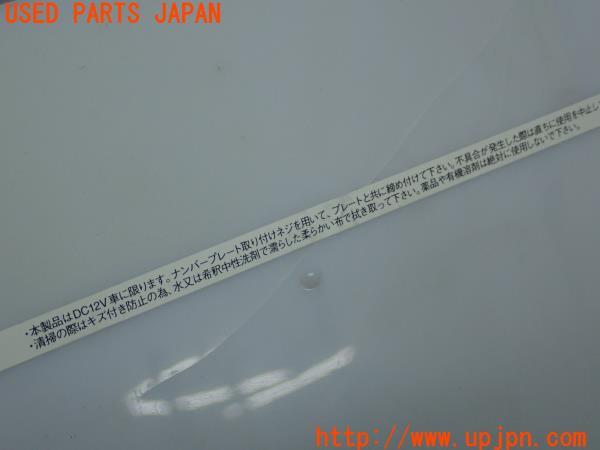 USED PARTS JAPAN
・本製品はDC12V車に限ります。ナンバープレート取り付けネジを用いて、プレートと共に締め付けて下さい。不具合が発生した際は直ちに使用を中止し
・清掃の際はキズ付き防止の為、水又は希釈中性洗剤で濡らした柔らかい布で拭き取って下さい。薬品や有機溶剤は絶対に使用しないで下さい。
http://www.upjpn.com/